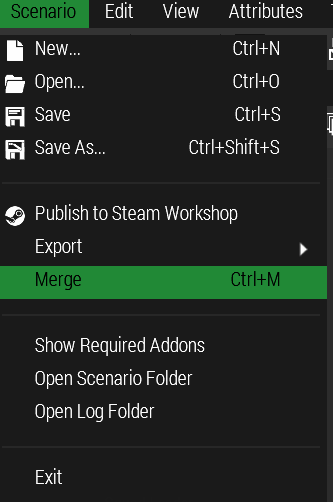 Scenario Edit View Attributes
New... Ctrl+N
Open... Ctrl+O
Save Ctrl+S
Save As... Ctrl+Shift+S
Publish to Steam Workshop
Export
Merge Ctrl+M
Show Required Addons
Open Scenario Folder
Open Log Folder
Exit